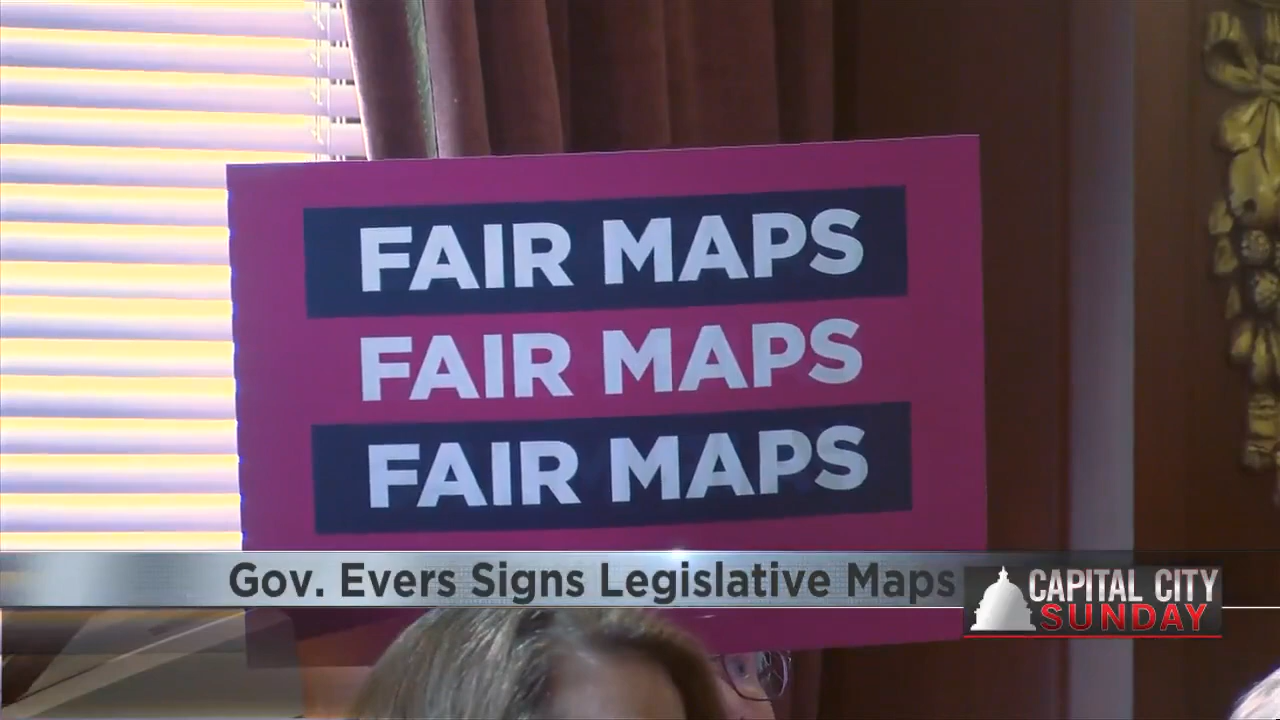 FAIR MAPS
FAIR MAPS
FAIR MAPS
Gov. Evers Signs Legislative Maps
CAPITAL CITY
SUNDAY